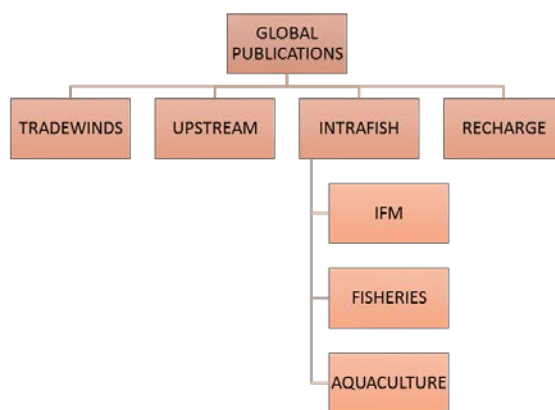 GLOBAL
PUBLICATIONS
TRADEWINDS
UPSTREAM
INTRAFISH
RECHARGE
IFM
FISHERIES
AQUACULTURE